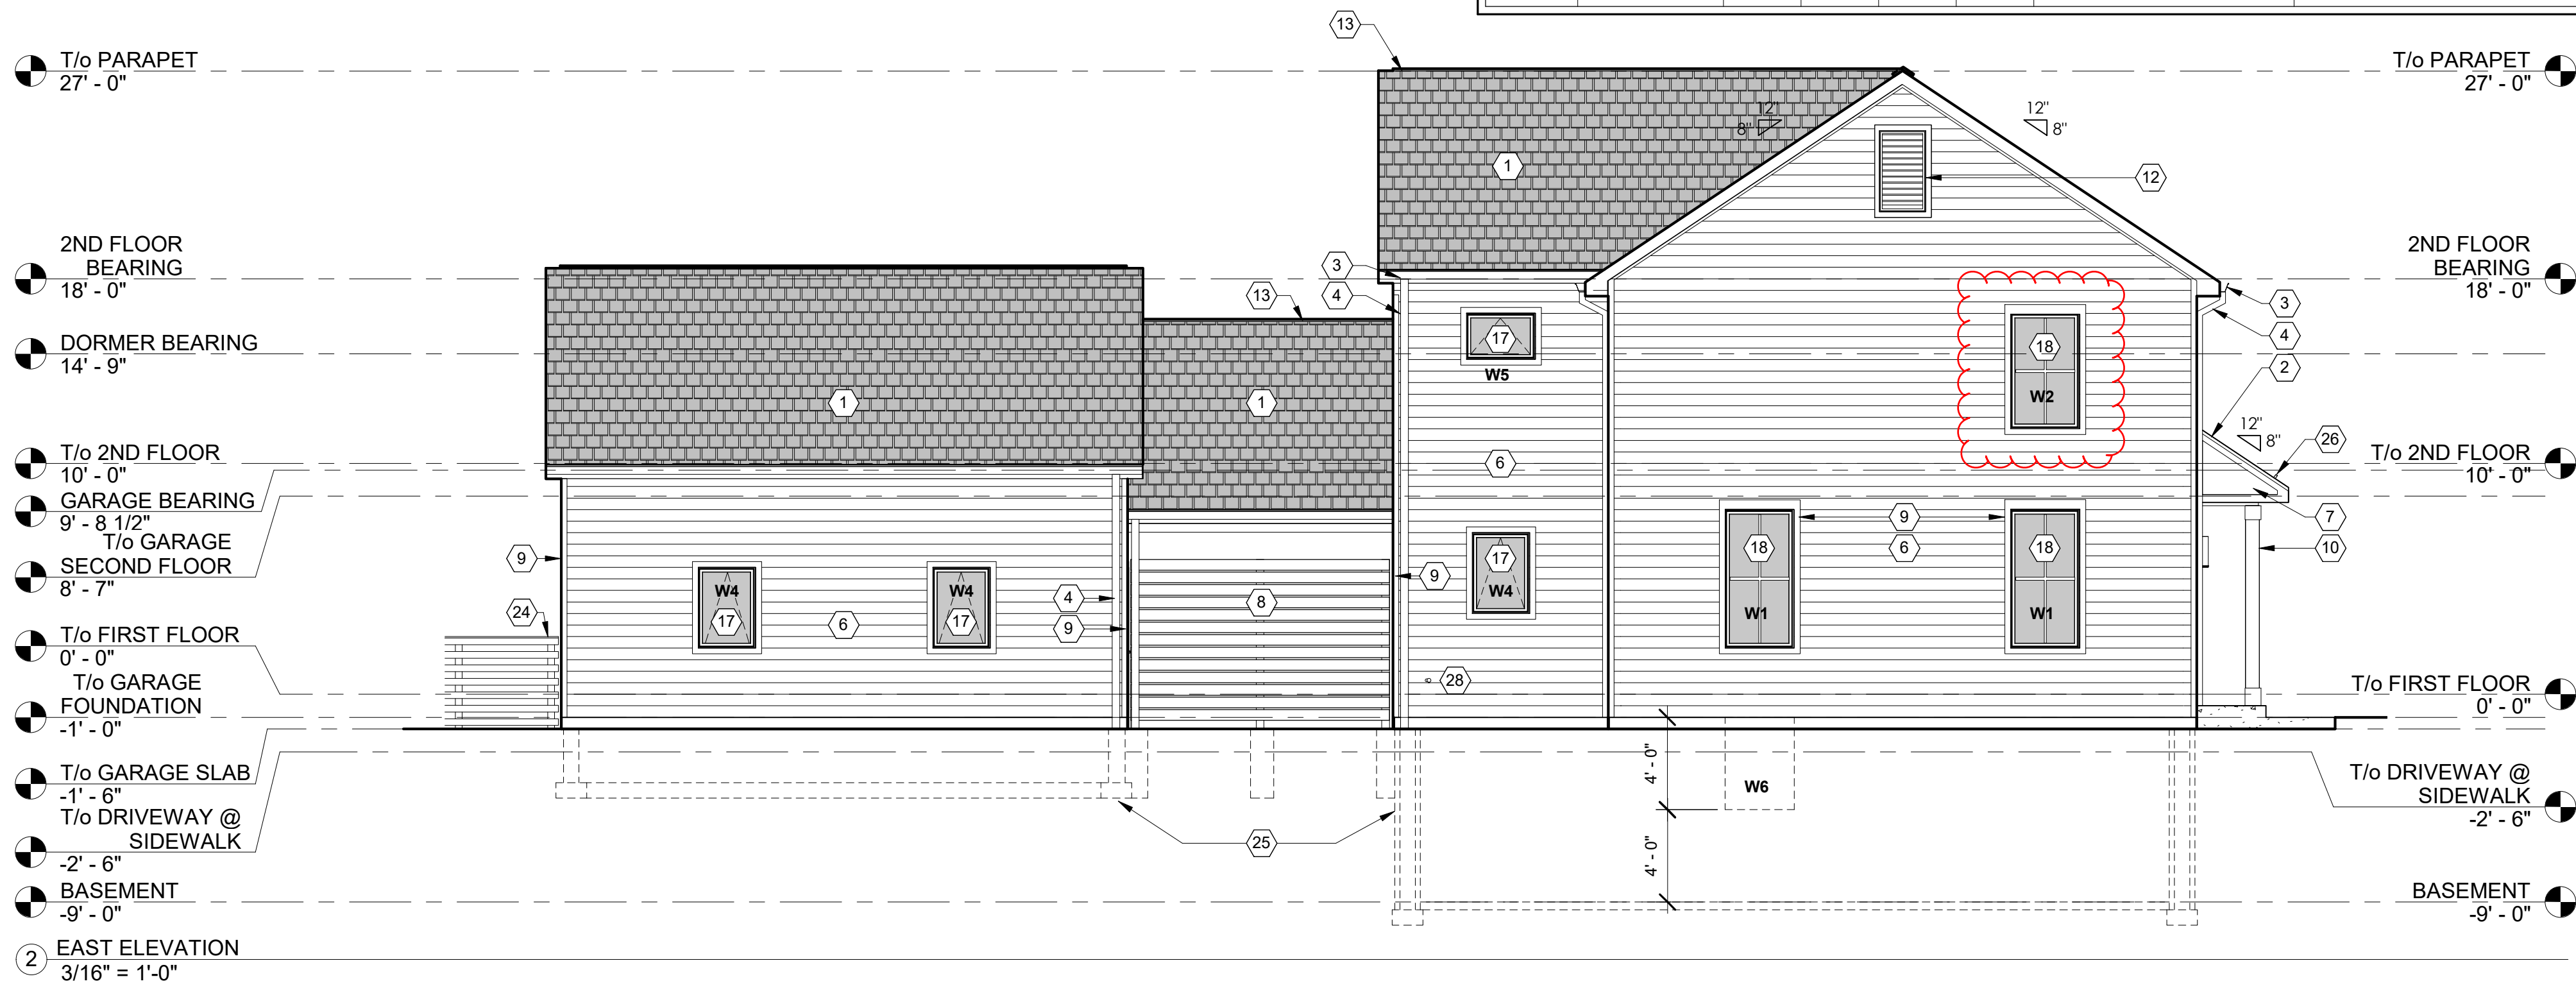 T/o PARAPET
27' - 0"
2ND FLOOR
BEARING
18' - 0"
DORMER BEARING
14' - 9"
T/o 2ND FLOOR
10' - 0"
GARAGE BEARING
9' - 8 1/2"
T/o GARAGE
SECOND FLOOR
8' - 7"
T/o FIRST FLOOR
0' - 0"
T/o GARAGE
FOUNDATION
-1' - 0"
T/o GARAGE SLAB
-1' - 6"
T/o DRIVEWAY @
SIDEWALK
-2' - 6"
BASEMENT
-9' - 0"
13
12"
8"
12"
8"
1
12
3
4
13
17
W5
1
1
18
W2
3
4
2
12"
8"
26
6
9
24
W4
17
6
W4
17
4
9
8
9
17
W4
28
18
W1
9
6
18
W1
7
10
4' - 0"
W6
25
4' - 0"
T/o PARAPET
27' - 0"
2ND FLOOR
BEARING
18' - 0"
T/o 2ND FLOOR
10' - 0"
T/o FIRST FLOOR
0' - 0"
T/o DRIVEWAY @
SIDEWALK
-2' - 6"
BASEMENT
-9' - 0"
2
EAST ELEVATION
3/16" = 1'-0"